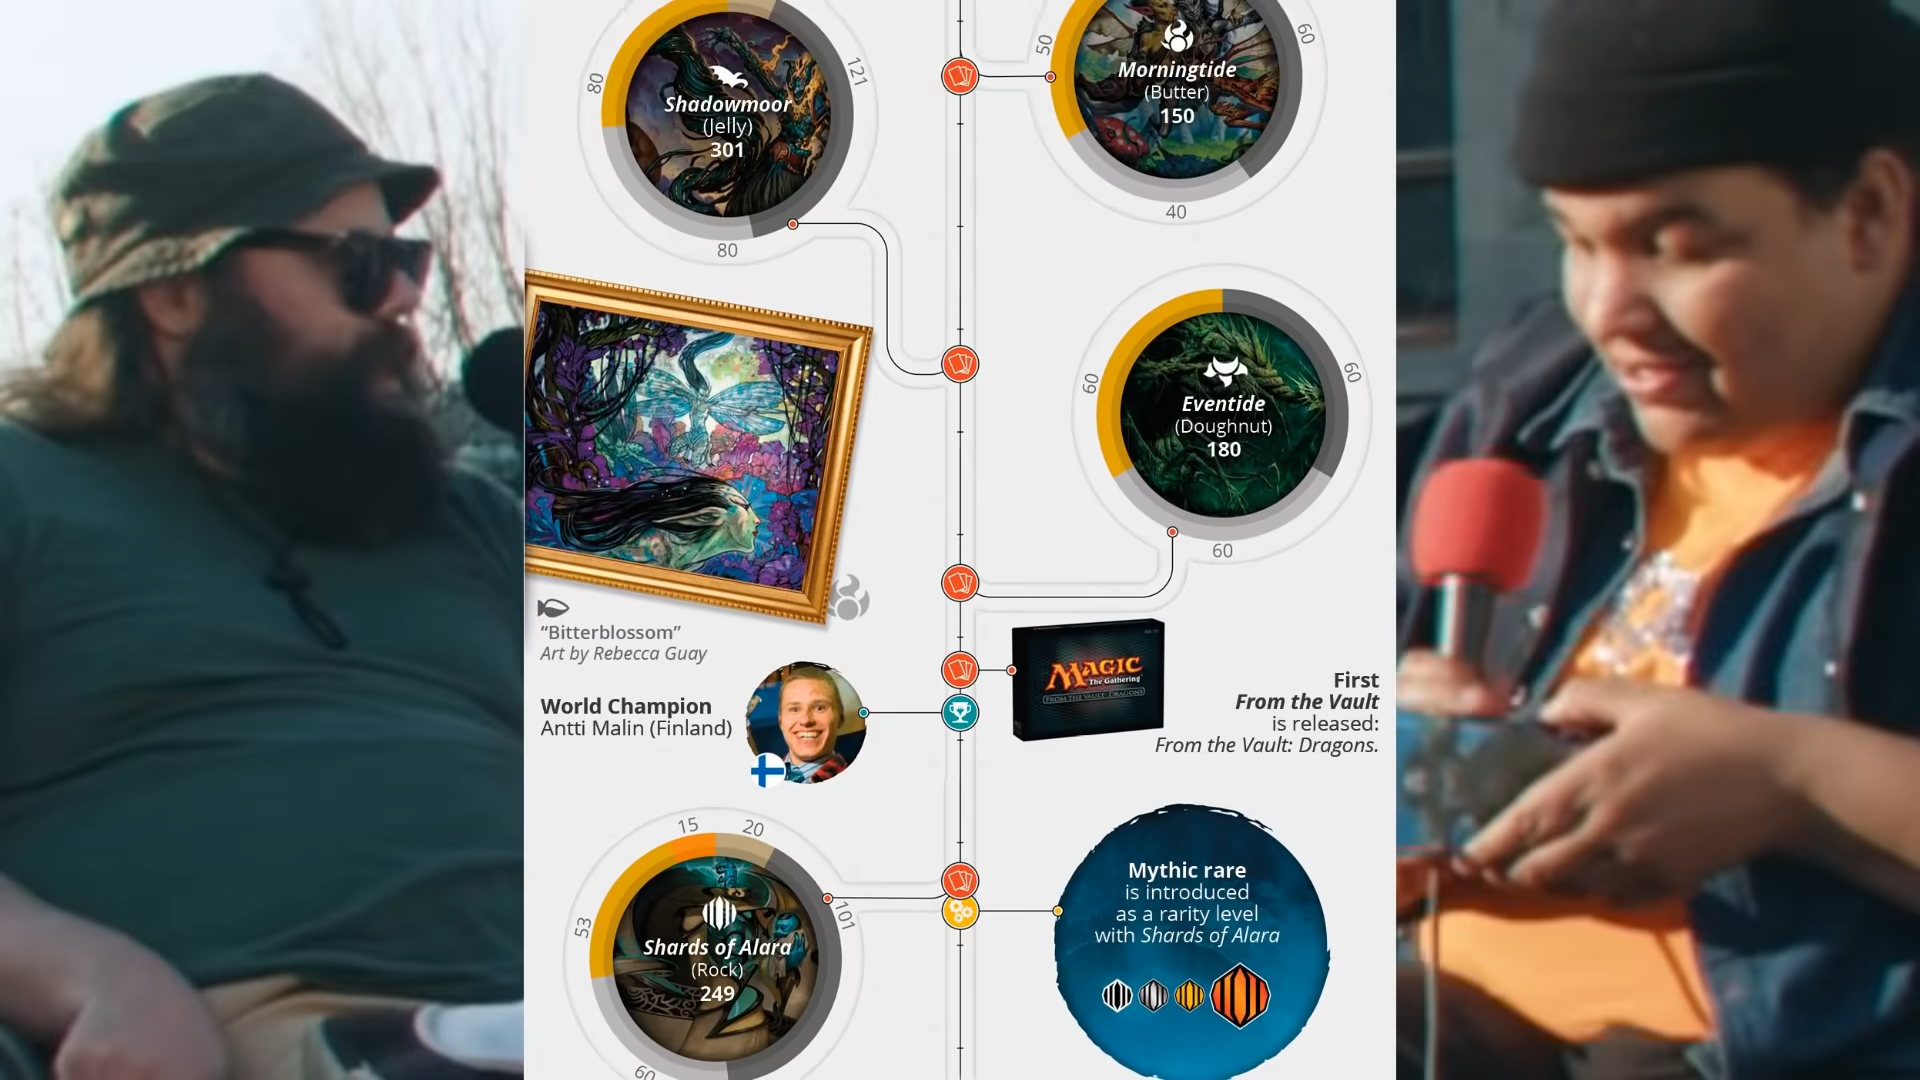 80
121
Shadowmoor
(Jelly)
301
80
50
60
Morningtide
(Butter)
150
40
60
60
Eventide
(Doughnut)
180
60
“Bitterblossom”
Art by Rebecca Guay
World Champion
Antti Malin (Finland)
MAGIC
The Gathering
FROM THE VAULT: DRAGONS
First
From the Vault
is released:
From the Vault: Dragons.
15
20
53
101
Shards of Alara
(Rock)
249
60
Mythic rare
is introduced
as a rarity level
with Shards of Alara